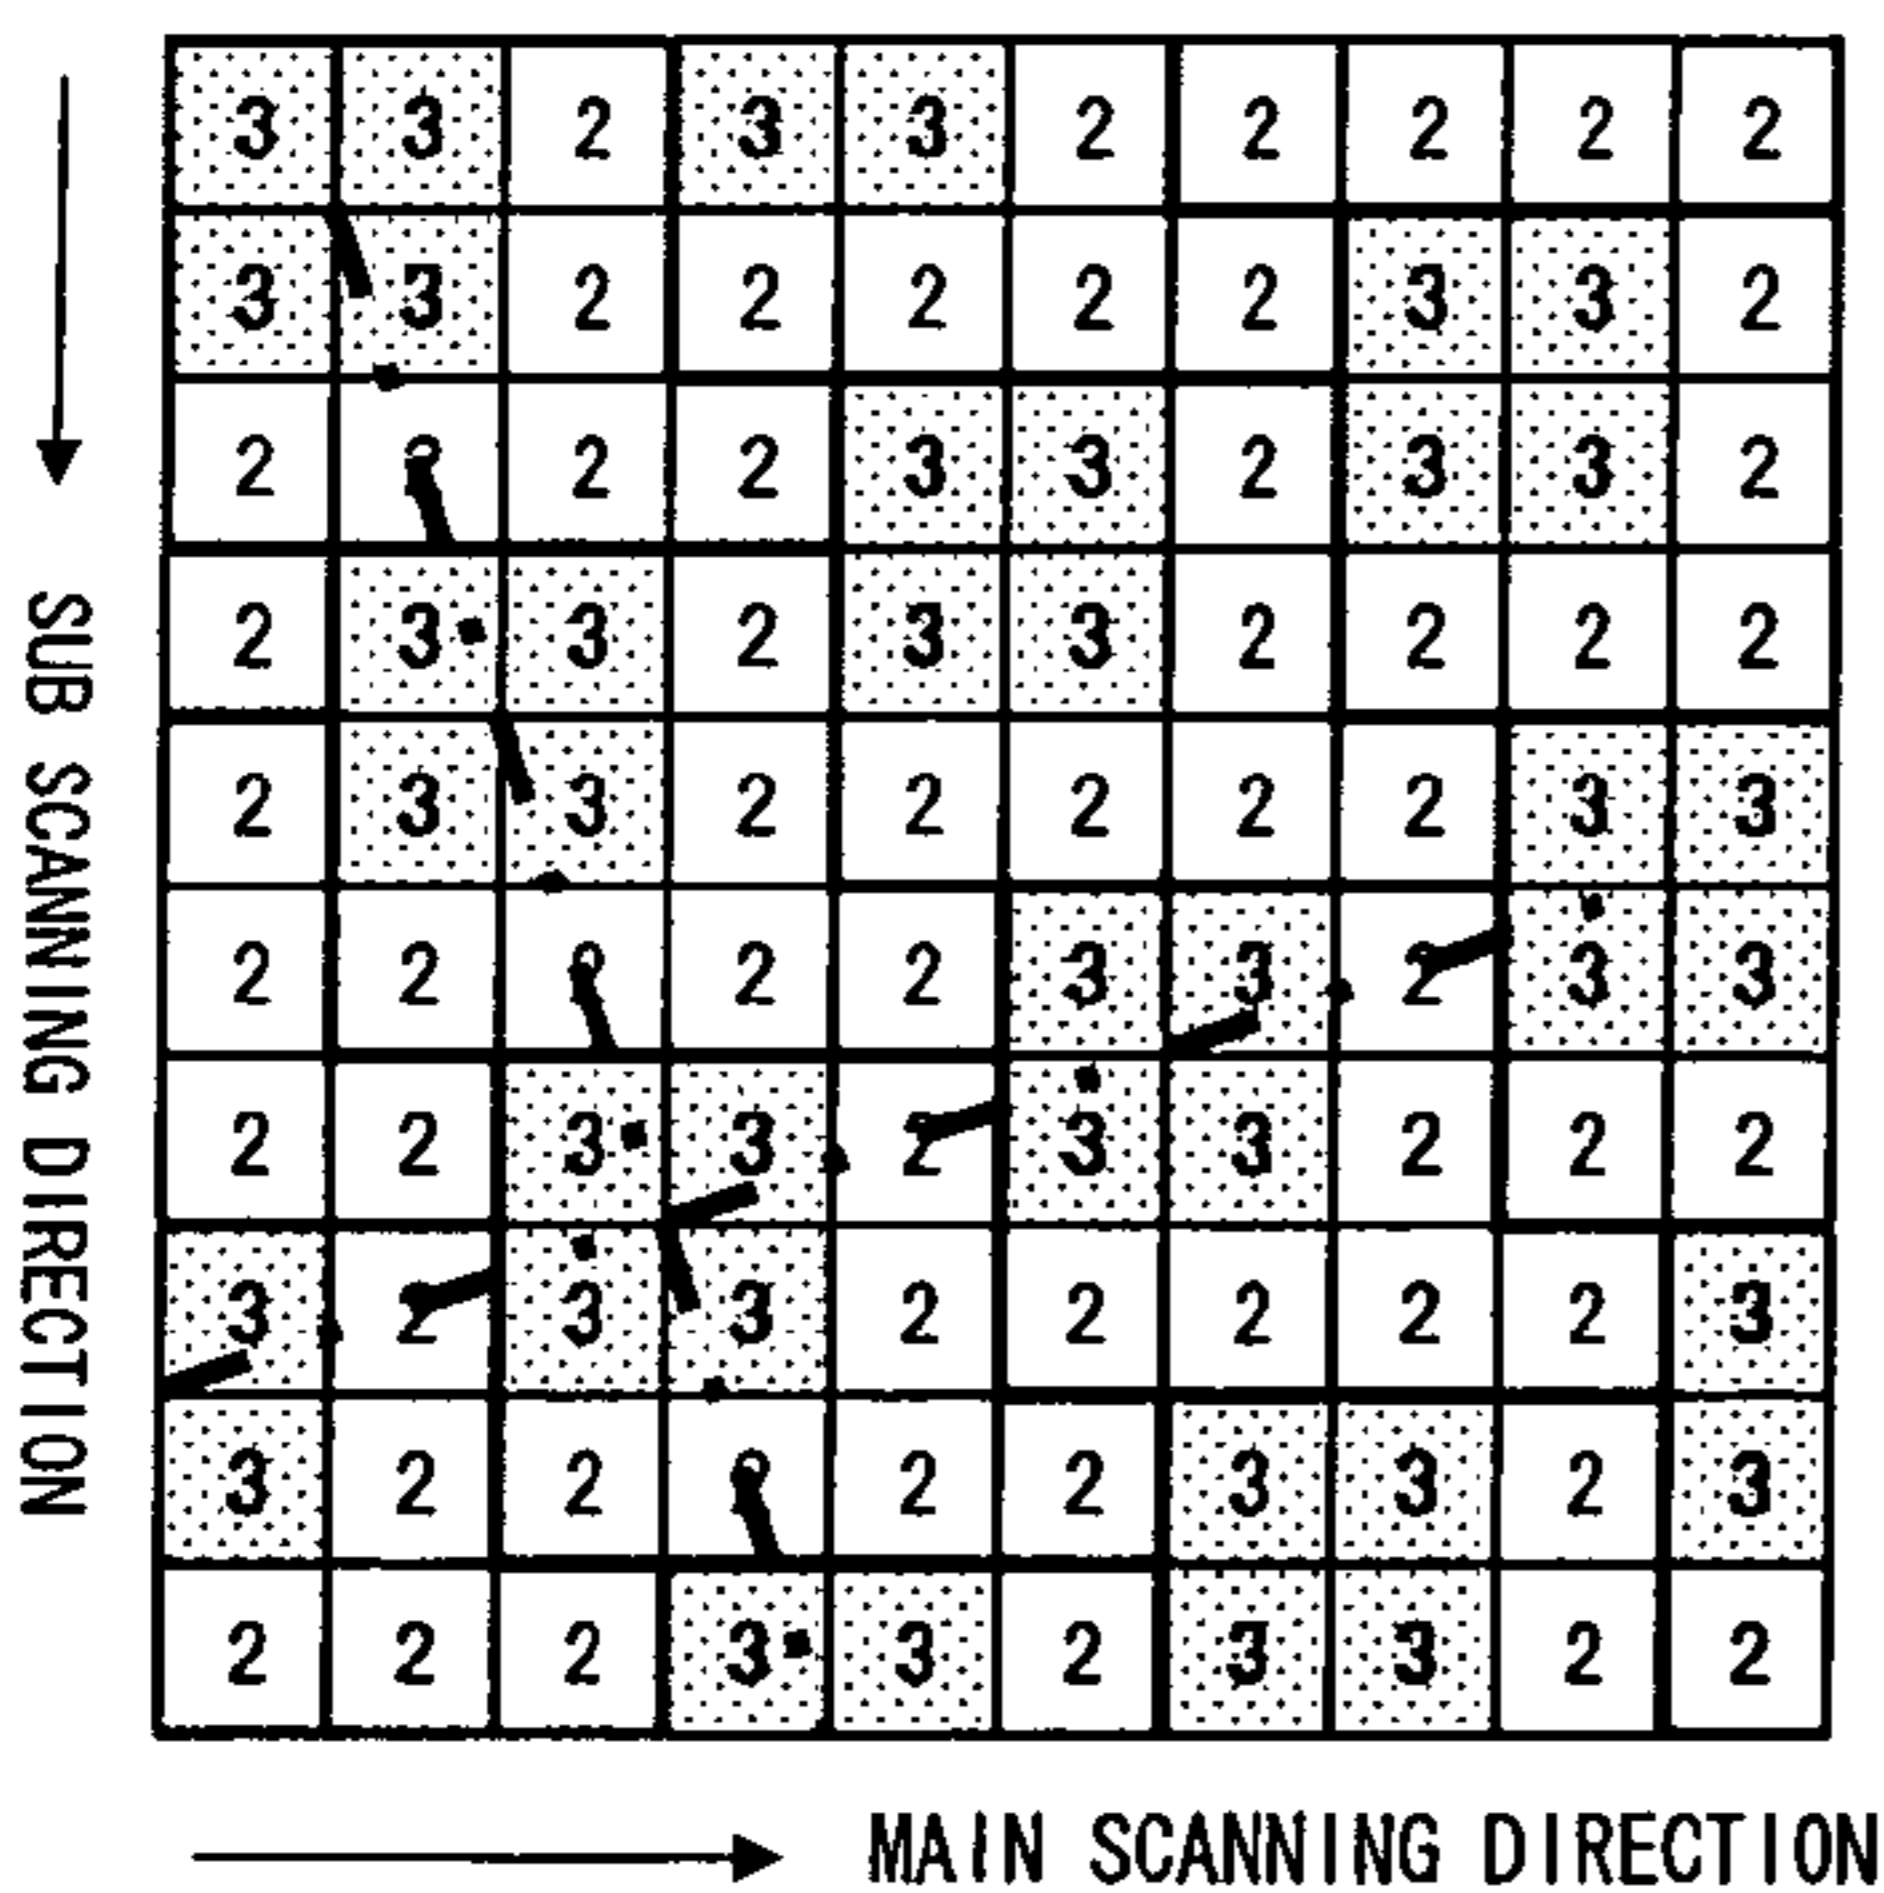 3 3 2 3 3 2 2 2 2 2
3 3 2 2 2 2 2 3 3 2
2 2 2 2 3 3 2 3 3 2
2 3 3 2 3 3 2 2 2 2
2 3 3 2 2 2 2 2 3 3
2 2 2 2 2 3 3 2 3 3
2 2 3 3 2 3 3 2 2 2
3 2 3 3 2 2 2 2 2 3
3 2 2 2 2 2 3 3 2 3
2 2 2 3 3 2 3 3 2 2
SUB SCANNING DIRECTION
MAIN SCANNING DIRECTION